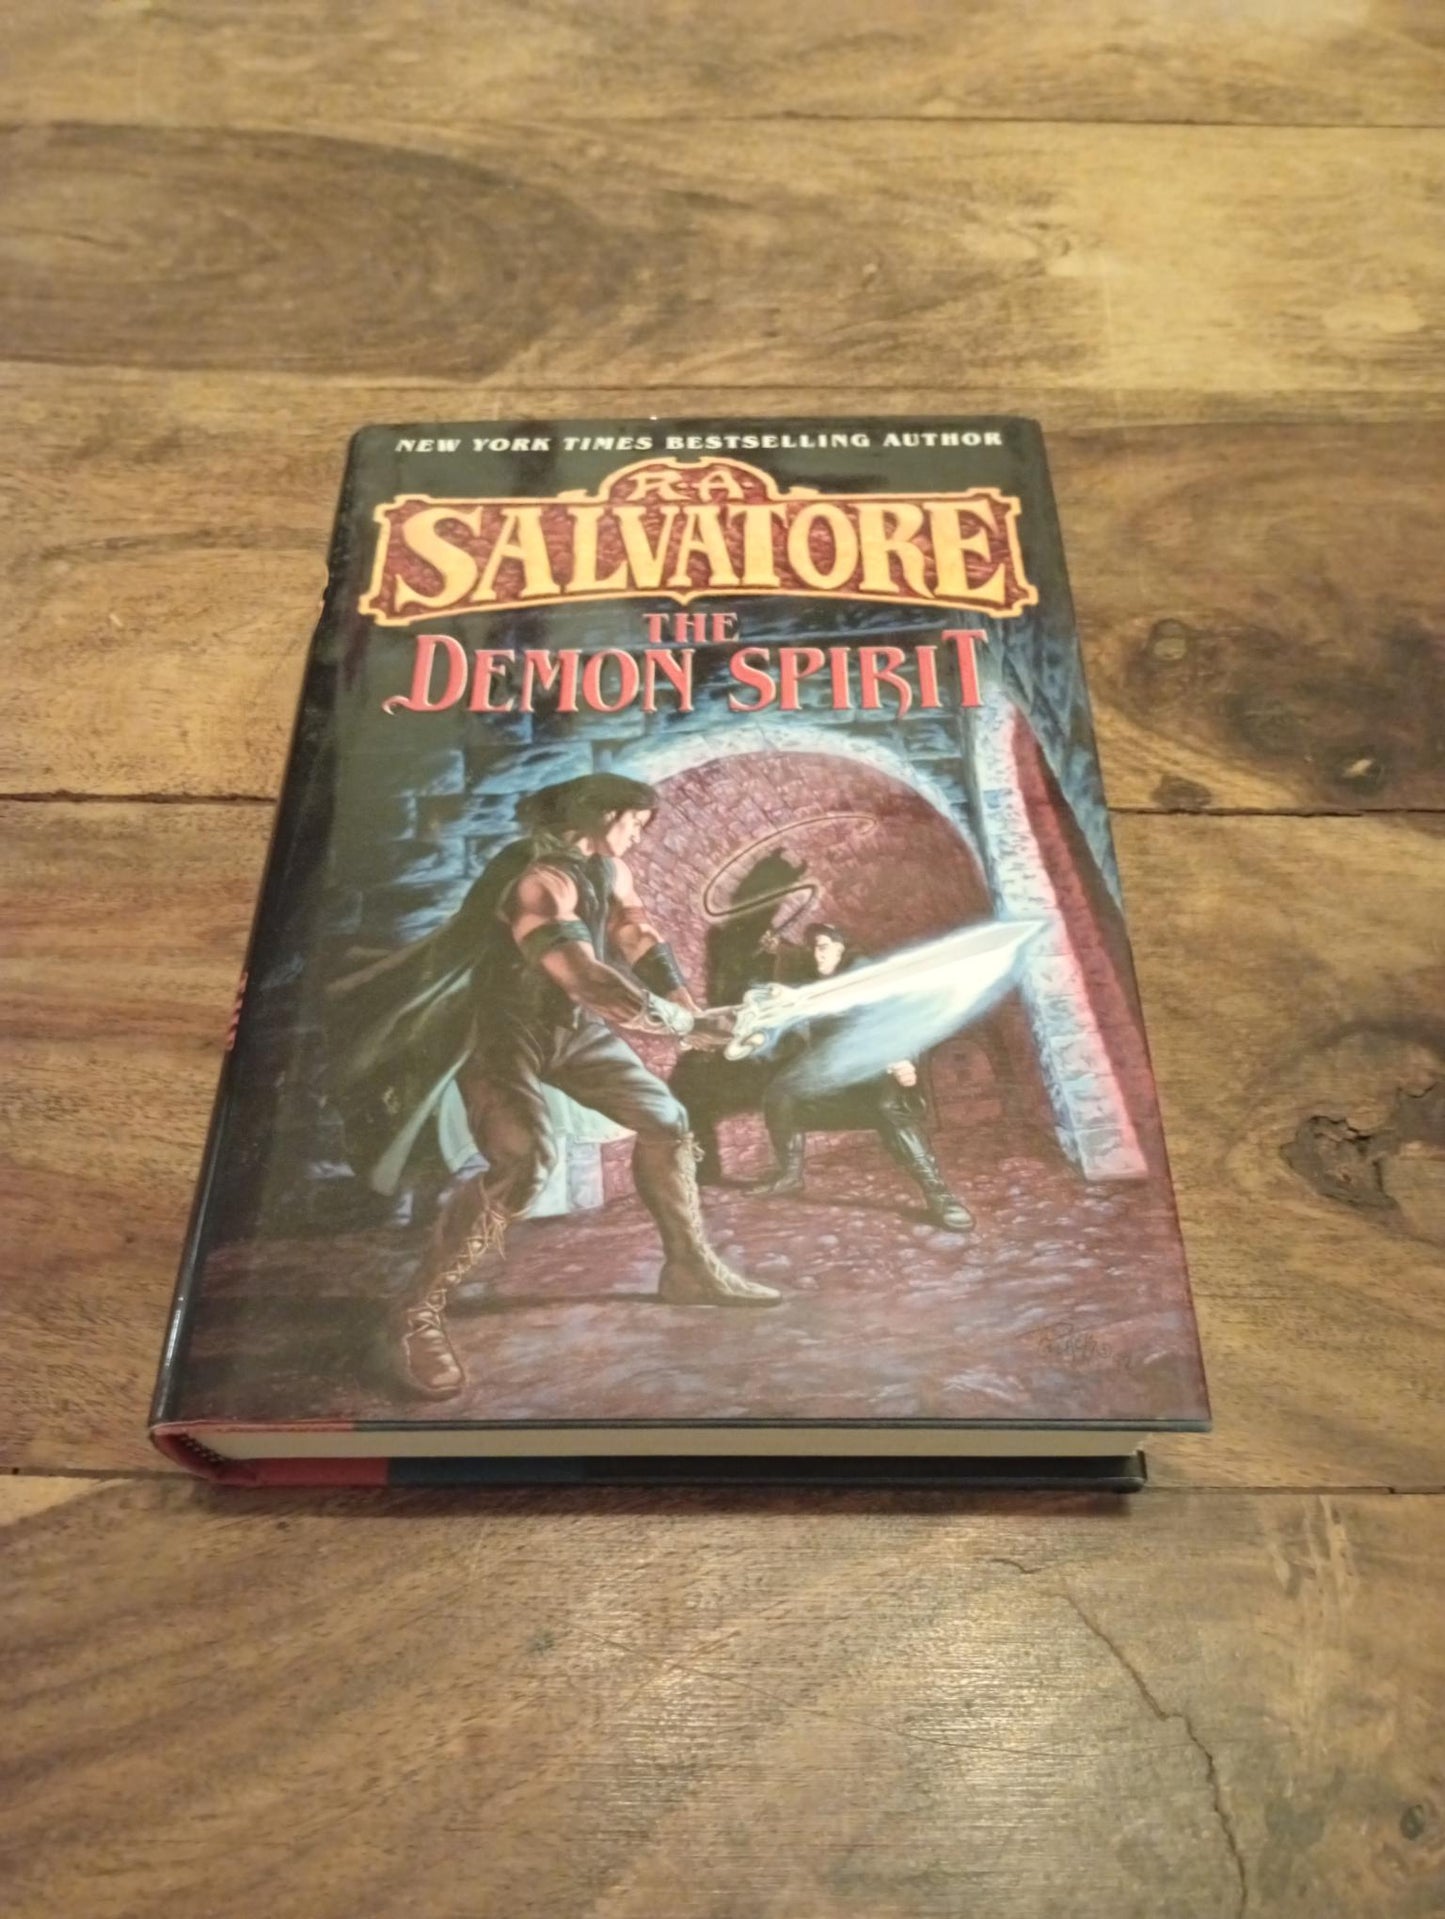 NEW YORK TIMES BESTSELLING AUTHOR
R·A·
SALVATORE
THE
DEMON SPIRIT